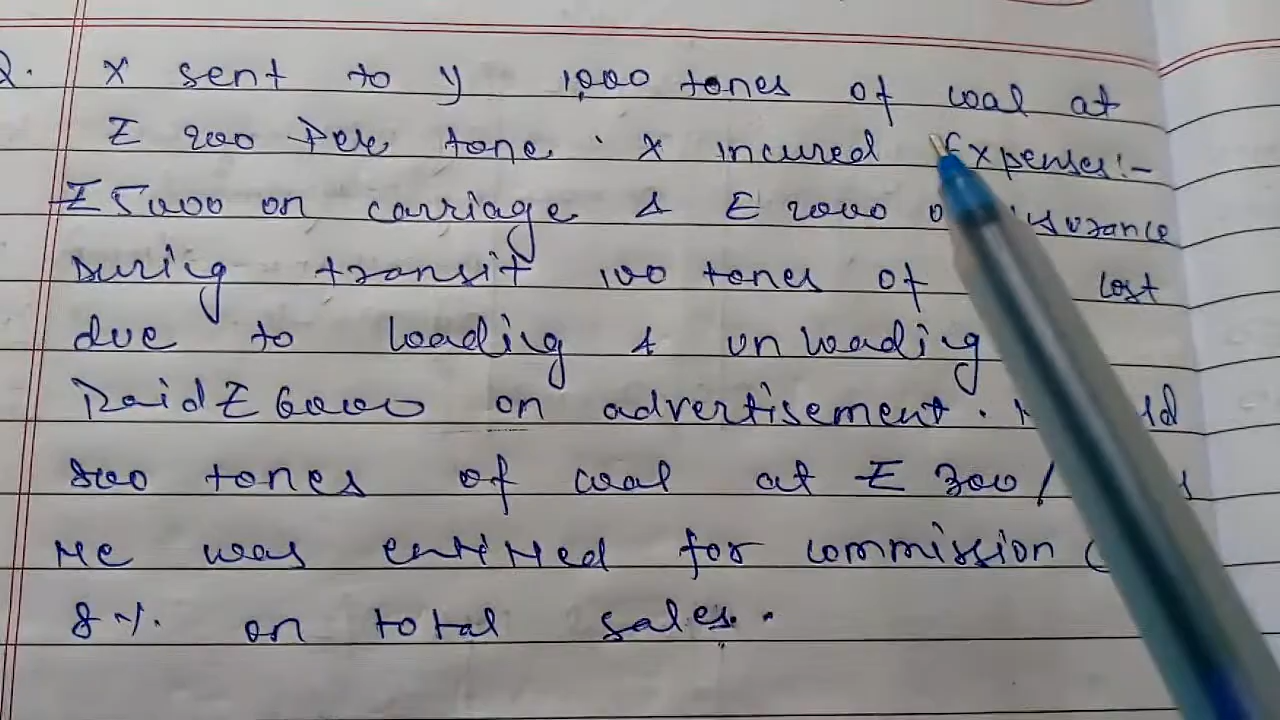 Q. X sent to y 1000 tones of coal at
₹ 200 Per tone. X incured Expenses:-
₹ 5000 on carriage & ₹ 2000 insurance
During transit 100 tones of lost
due to loading & unloading
Paid ₹ 6000 on advertisement.
800 tones of coal at ₹ 300/
He was entitled for commission
8% on total sales.